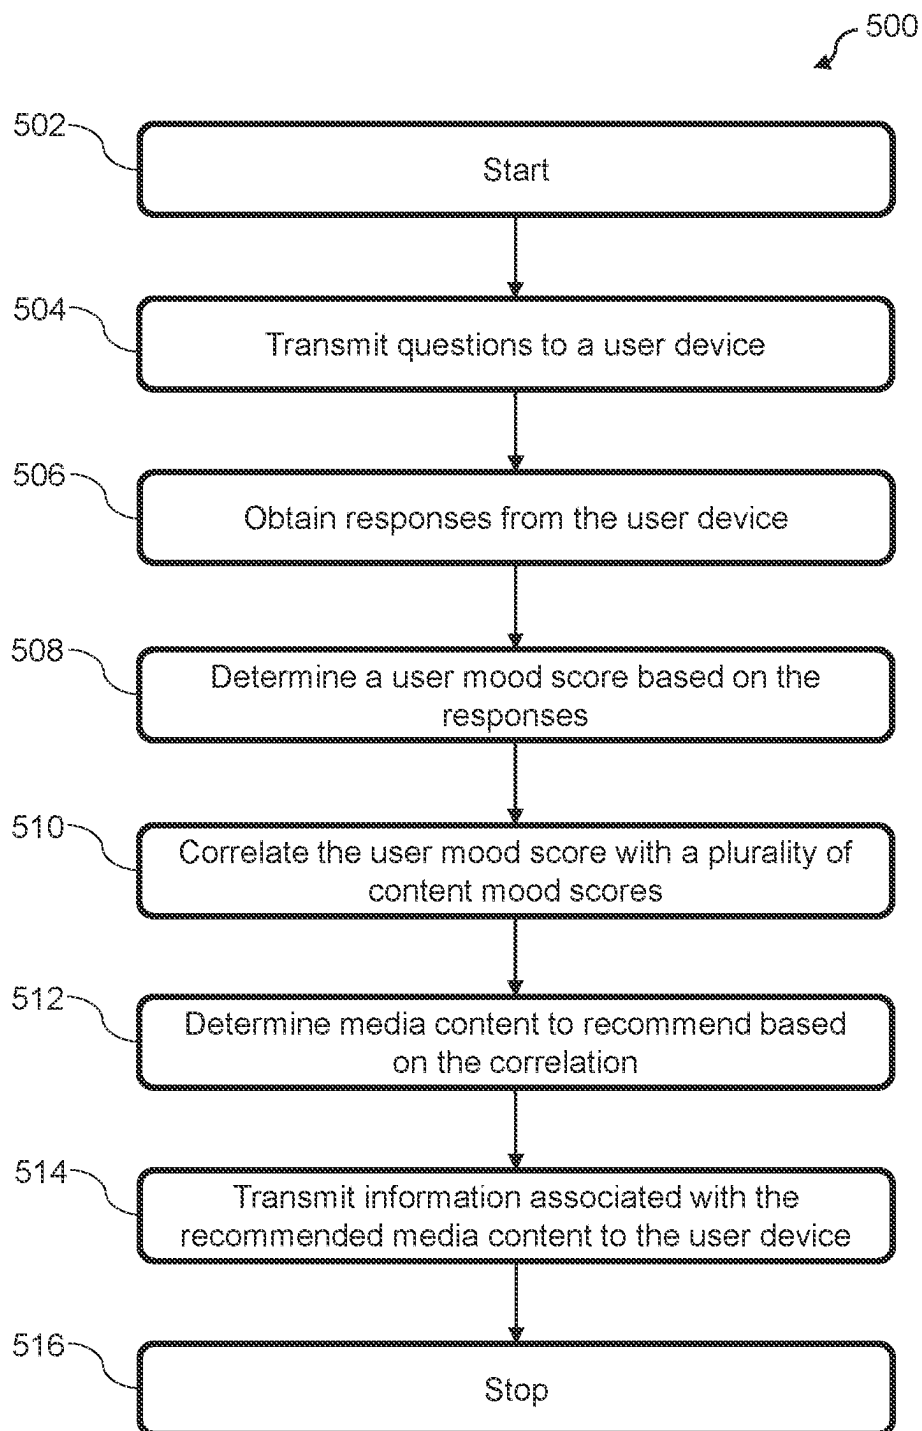 500
502
Start
504
Transmit questions to a user device
506
Obtain responses from the user device
508
Determine a user mood score based on the
responses
510
Correlate the user mood score with a plurality of
content mood scores
512
Determine media content to recommend based
on the correlation
514
Transmit information associated with the
recommended media content to the user device
516
Stop